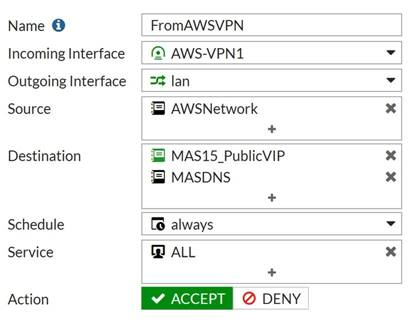 Name FromAWSVPN
Incoming Interface AWS-VPN1
Outgoing Interface lan
Source AWSNetwork
+
Destination MAS15_PublicVIP
MASDNS
+
Schedule always
Service ALL
+
Action ACCEPT DENY